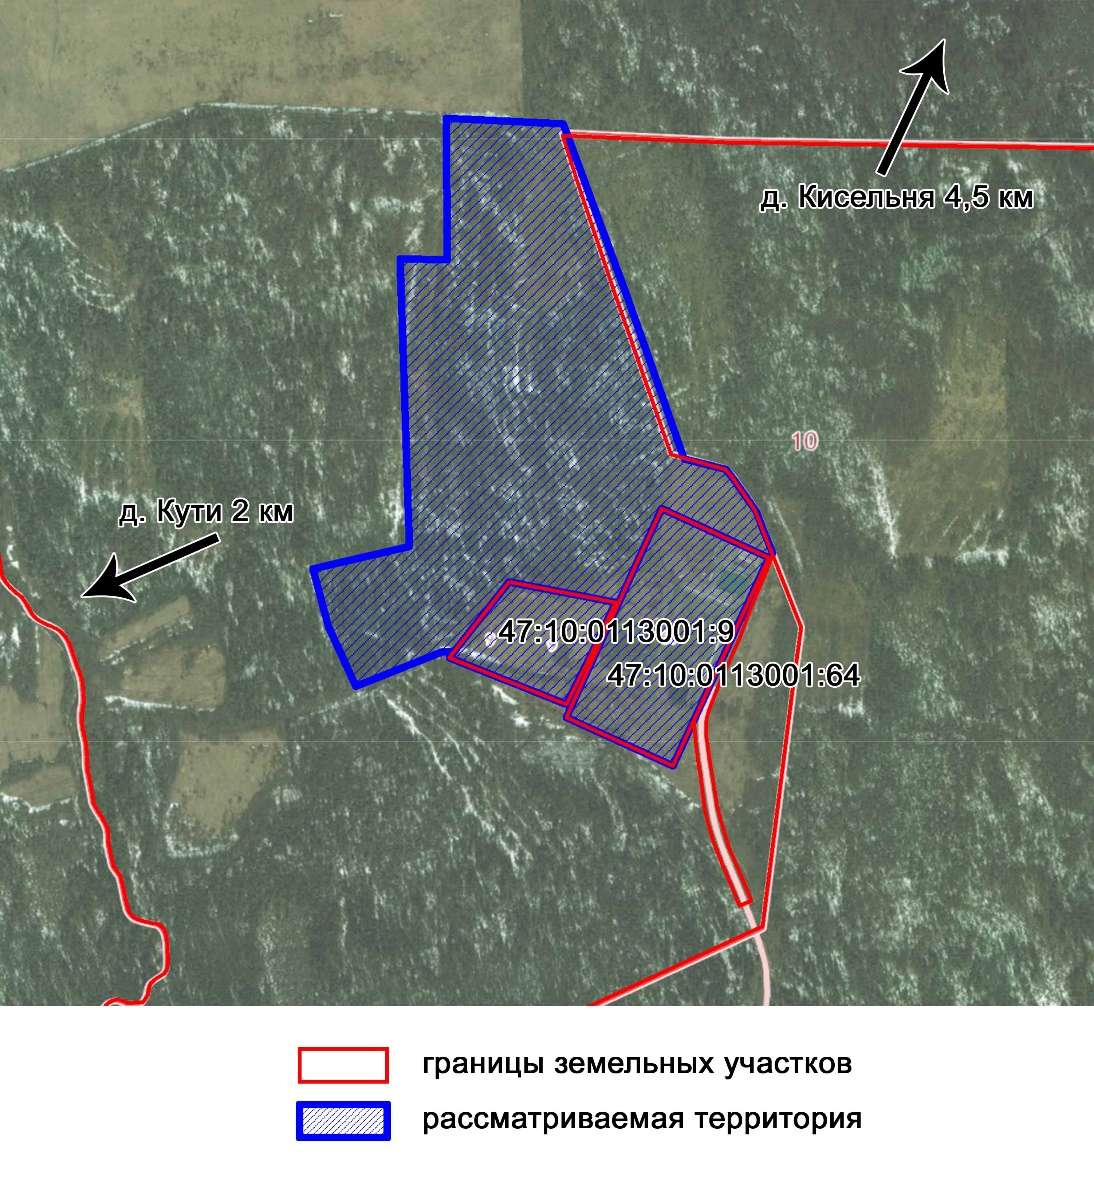 д. Кисельня 4,5 км
10
д. Кути 2 км
47:10:0113001:9
47:10:0113001:64
границы земельных участков
рассматриваемая территория